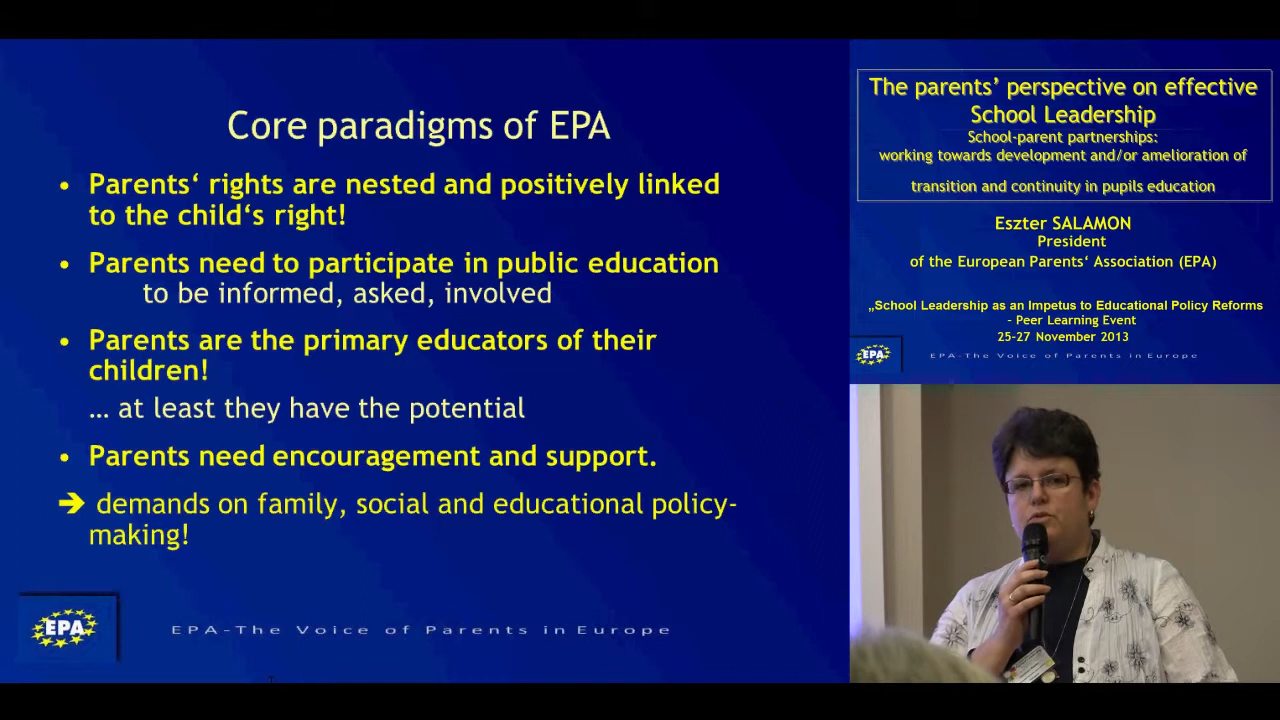 Core paradigms of EPA
• Parents‘ rights are nested and positively linked
to the child‘s right!
• Parents need to participate in public education
to be informed, asked, involved
• Parents are the primary educators of their
children!
… at least they have the potential
• Parents need encouragement and support.
➔ demands on family, social and educational policy-
making!
EPA
EPA-The Voice of Parents in Europe
The parents’ perspective on effective
School Leadership
School-parent partnerships:
working towards development and/or amelioration of
transition and continuity in pupils education
Eszter SALAMON
President
of the European Parents‘ Association (EPA)
„School Leadership as an Impetus to Educational Policy Reforms
- Peer Learning Event
25-27 November 2013
EPA
EPA-The Voice of Parents in Europe